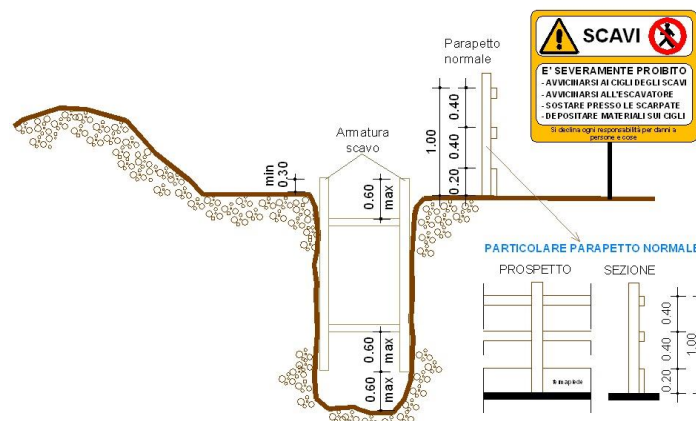 SCAVI
E' SEVERAMENTE PROIBITO
- AVVICINARSI AI CIGLI DEGLI SCAVI
- AVVICINARSI ALL'ESCAVATORE
- SOSTARE PRESSO LE SCARPATE
- DEPOSITARE MATERIALI SUI CIGLI
Si declina ogni responsabilità per danni a
persone e cose
Parapetto
normale
0.40
1.00
0.40
0.20
Armatura
scavo
min
0,30
0.60
max
0.60
max
0.60
max
PARTICOLARE PARAPETTO NORMALE
PROSPETTO
SEZIONE
0.40
0.40
1.00
0.20